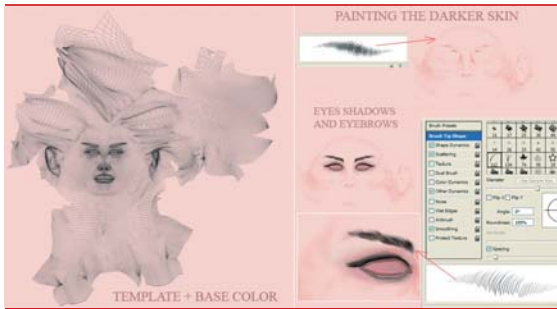 PAINTING THE DARKER SKIN
EYES SHADOWS
AND EYEBROWS
TEMPLATE + BASE COLOR
Brush Presets
Brush Tip Shape
Shape Dynamics
Scattering
Texture
Dual Brush
Color Dynamics
Other Dynamics
Noise
Wet Edges
Airbrush
Smoothing
Protect Texture
Diameter
Flip X Flip Y
Angle: 0°
Roundness: 100%
Spacing